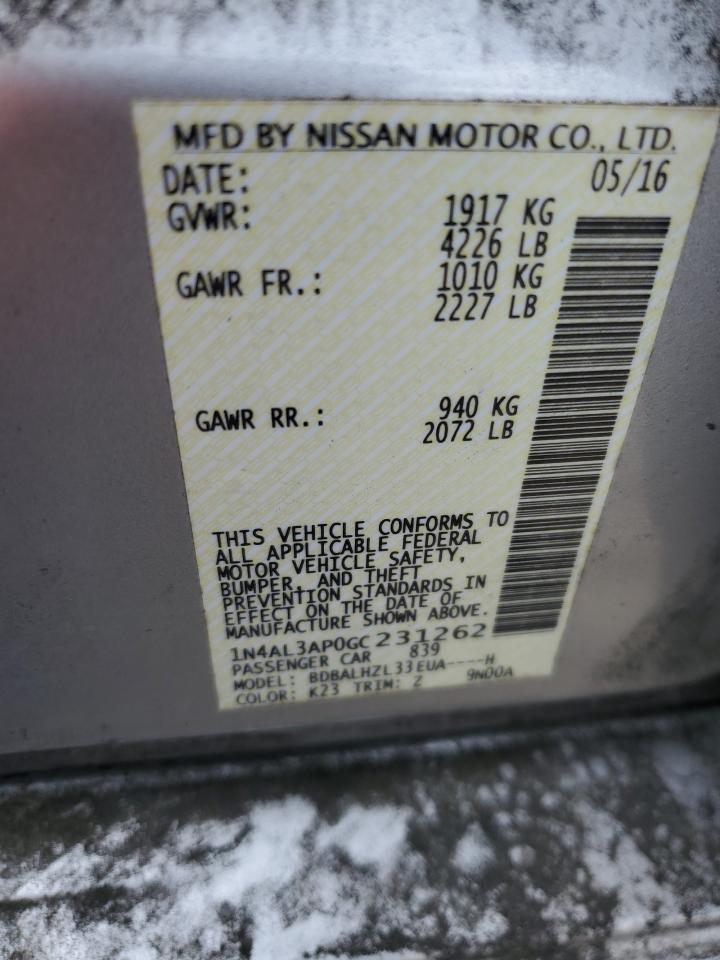 MFD BY NISSAN MOTOR CO., LTD.
DATE: 05/16
GVWR: 1917 KG
4226 LB
GAWR FR.: 1010 KG
2227 LB
GAWR RR.: 940 KG
2072 LB
THIS VEHICLE CONFORMS TO
ALL APPLICABLE FEDERAL
MOTOR VEHICLE SAFETY,
BUMPER, AND THEFT
PREVENTION STANDARDS IN
EFFECT ON THE DATE OF
MANUFACTURE SHOWN ABOVE.
1N4AL3AP0GC231262
PASSENGER CAR 839
MODEL: BDBALHZL33EUA----H
COLOR: K23 TRIM: Z 9N00A